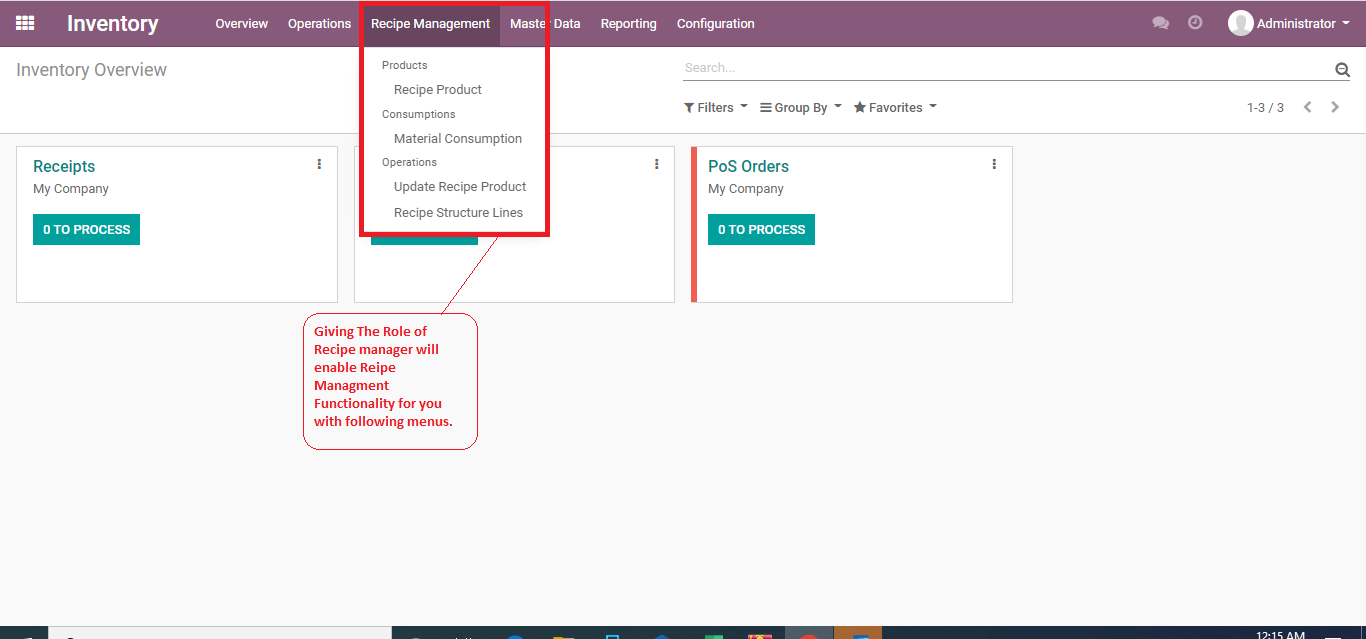 Inventory
Overview
Operations
Recipe Management
Master Data
Reporting
Configuration
Administrator
Inventory Overview
Search...
Products
Recipe Product
Consumptions
Material Consumption
Operations
Update Recipe Product
Recipe Structure Lines
Filters
Group By
Favorites
1-3 / 3
Receipts
My Company
0 TO PROCESS
PoS Orders
My Company
0 TO PROCESS
Giving The Role of
Recipe manager will
enable Reipe
Managment
Functionality for you
with following menus.
12:15 AM